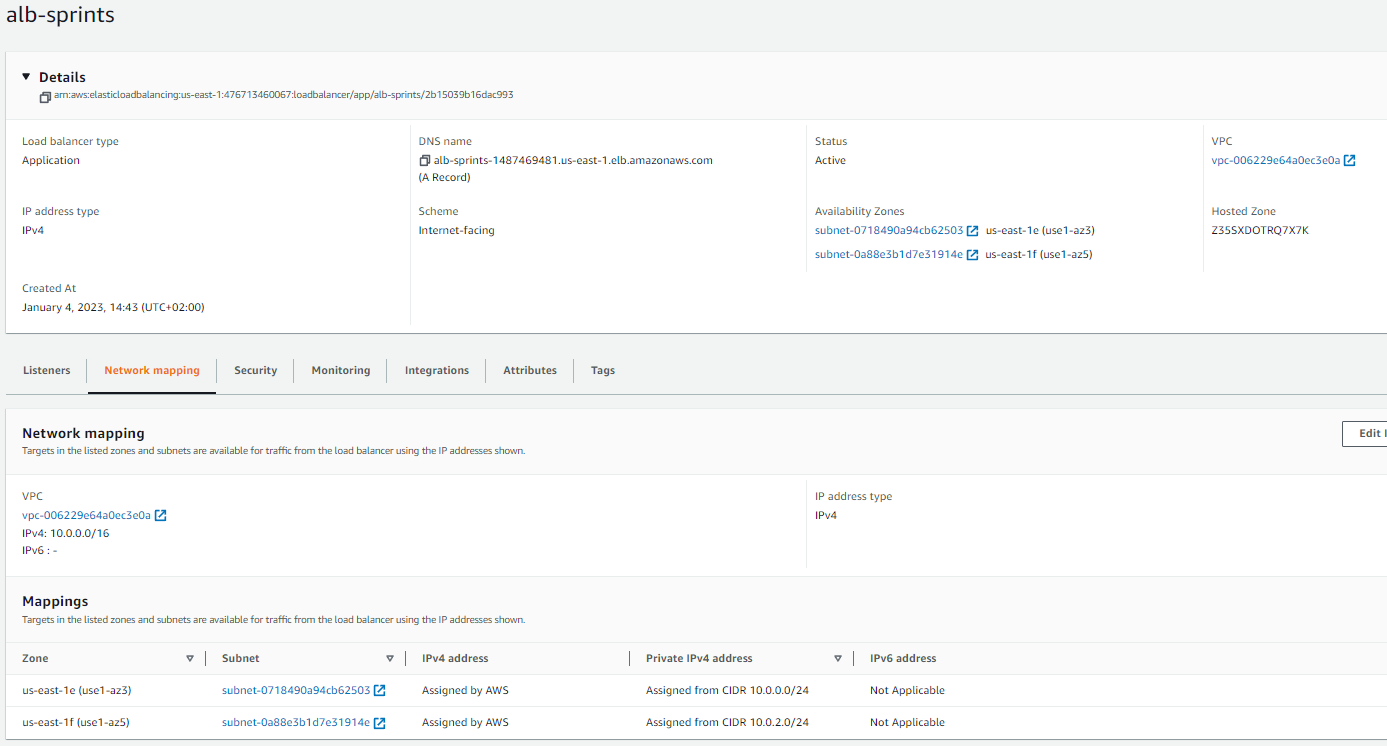 alb-sprints
Details
arn:aws:elasticloadbalancing:us-east-1:476713460067:loadbalancer/app/alb-sprints/2b15039b16dac993
Load balancer type
Application
DNS name
alb-sprints-1487469481.us-east-1.elb.amazonaws.com
(A Record)
Status
Active
VPC
vpc-006229e64a0ec3e0a
IP address type
IPv4
Scheme
Internet-facing
Availability Zones
subnet-0718490a94cb62503 us-east-1e (use1-az3)
subnet-0a88e3b1d7e31914e us-east-1f (use1-az5)
Hosted Zone
Z35SXDOTRQ7X7K
Created At
January 4, 2023, 14:43 (UTC+02:00)
Listeners Network mapping Security Monitoring Integrations Attributes Tags
Network mapping
Targets in the listed zones and subnets are available for traffic from the load balancer using the IP addresses shown.
Edit
VPC
vpc-006229e64a0ec3e0a
IPv4: 10.0.0.0/16
IPv6 : -
IP address type
IPv4
Mappings
Targets in the listed zones and subnets are available for traffic from the load balancer using the IP addresses shown.
Zone Subnet IPv4 address Private IPv4 address IPv6 address
us-east-1e (use1-az3) subnet-0718490a94cb62503 Assigned by AWS Assigned from CIDR 10.0.0.0/24 Not Applicable
us-east-1f (use1-az5) subnet-0a88e3b1d7e31914e Assigned by AWS Assigned from CIDR 10.0.2.0/24 Not Applicable